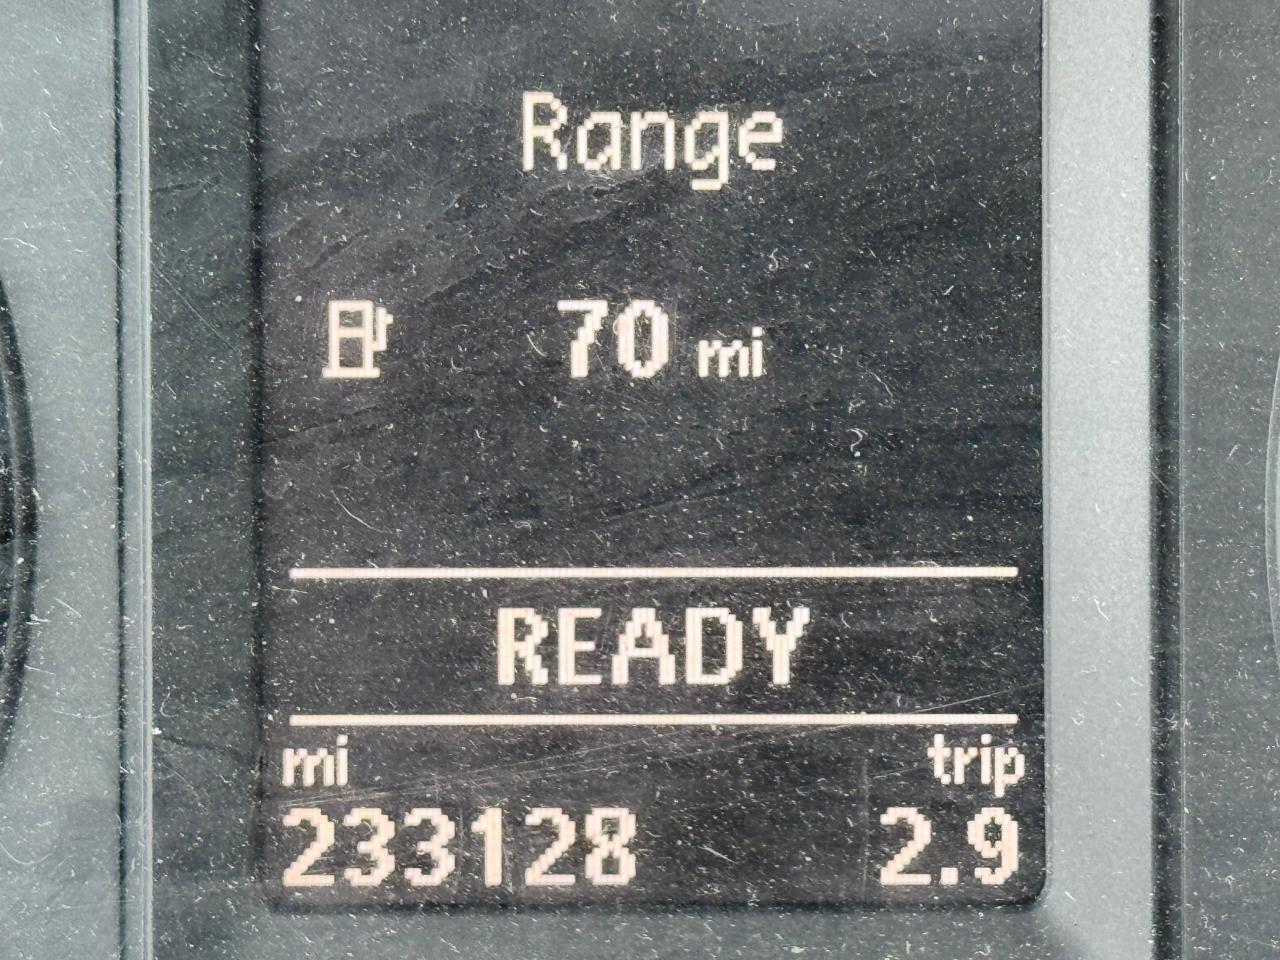 Range
70 mi
READY
mi trip
233128 2.9